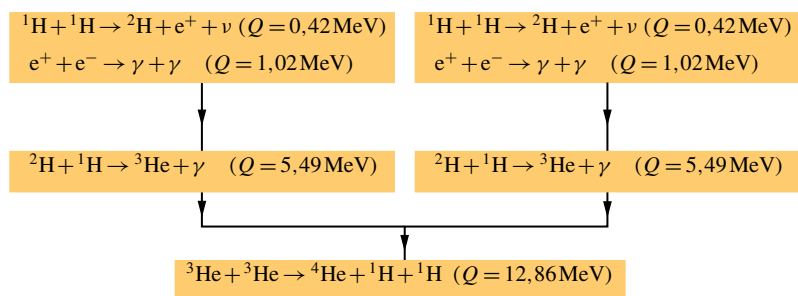 ¹H + ¹H → ²H + e⁺ + ν (Q = 0,42 MeV)
e⁺ + e⁻ → γ + γ (Q = 1,02 MeV)
¹H + ¹H → ²H + e⁺ + ν (Q = 0,42 MeV)
e⁺ + e⁻ → γ + γ (Q = 1,02 MeV)
²H + ¹H → ³He + γ (Q = 5,49 MeV)
²H + ¹H → ³He + γ (Q = 5,49 MeV)
³He + ³He → ⁴He + ¹H + ¹H (Q = 12,86 MeV)